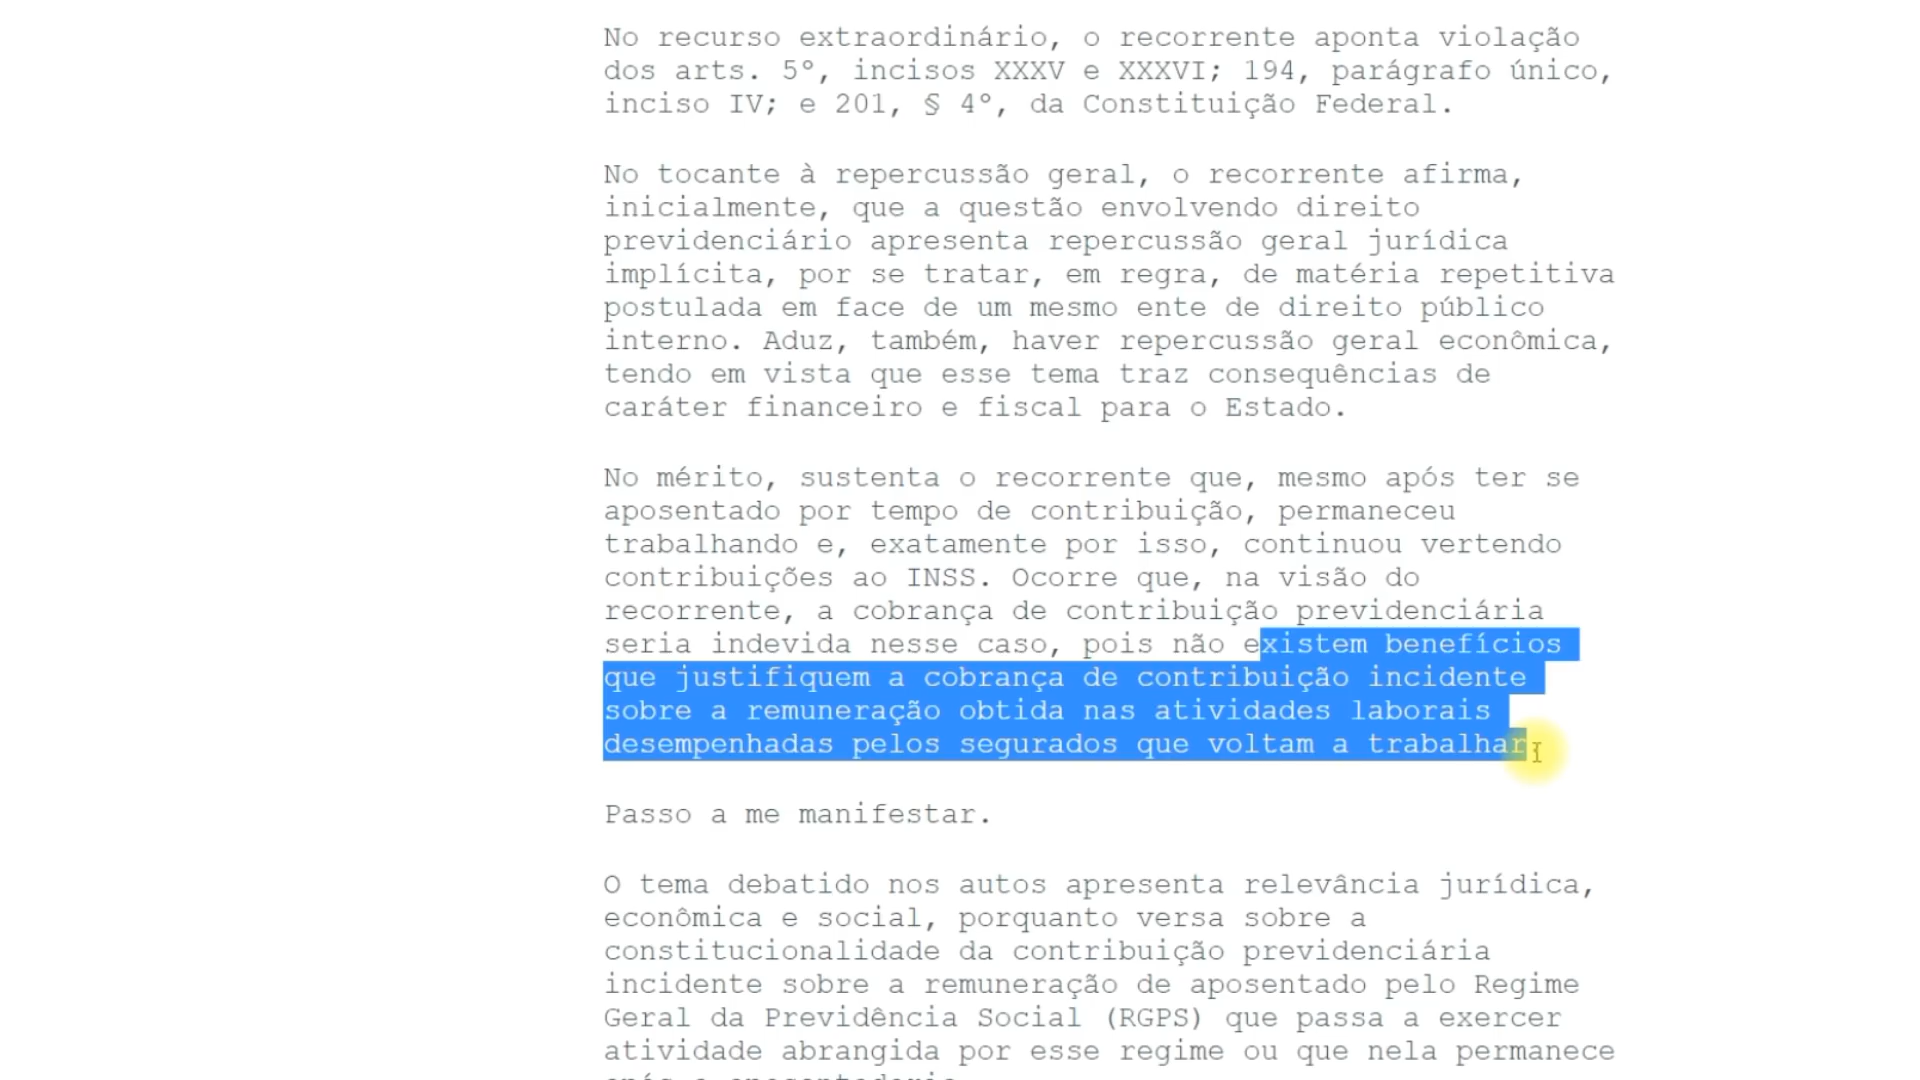 No recurso extraordinário, o recorrente aponta violação
dos arts. 5º, incisos XXXV e XXXVI; 194, parágrafo único,
inciso IV; e 201, § 4º, da Constituição Federal.
No tocante à repercussão geral, o recorrente afirma,
inicialmente, que a questão envolvendo direito
previdenciário apresenta repercussão geral jurídica
implícita, por se tratar, em regra, de matéria repetitiva
postulada em face de um mesmo ente de direito público
interno. Aduz, também, haver repercussão geral econômica,
tendo em vista que esse tema traz consequências de
caráter financeiro e fiscal para o Estado.
No mérito, sustenta o recorrente que, mesmo após ter se
aposentado por tempo de contribuição, permaneceu
trabalhando e, exatamente por isso, continuou vertendo
contribuições ao INSS. Ocorre que, na visão do
recorrente, a cobrança de contribuição previdenciária
seria indevida nesse caso, pois não existem benefícios
que justifiquem a cobrança de contribuição incidente
sobre a remuneração obtida nas atividades laborais
desempenhadas pelos segurados que voltam a trabalhar.
Passo a me manifestar.
O tema debatido nos autos apresenta relevância jurídica,
econômica e social, porquanto versa sobre a
constitucionalidade da contribuição previdenciária
incidente sobre a remuneração de aposentado pelo Regime
Geral da Previdência Social (RGPS) que passa a exercer
atividade abrangida por esse regime ou que nela permanece